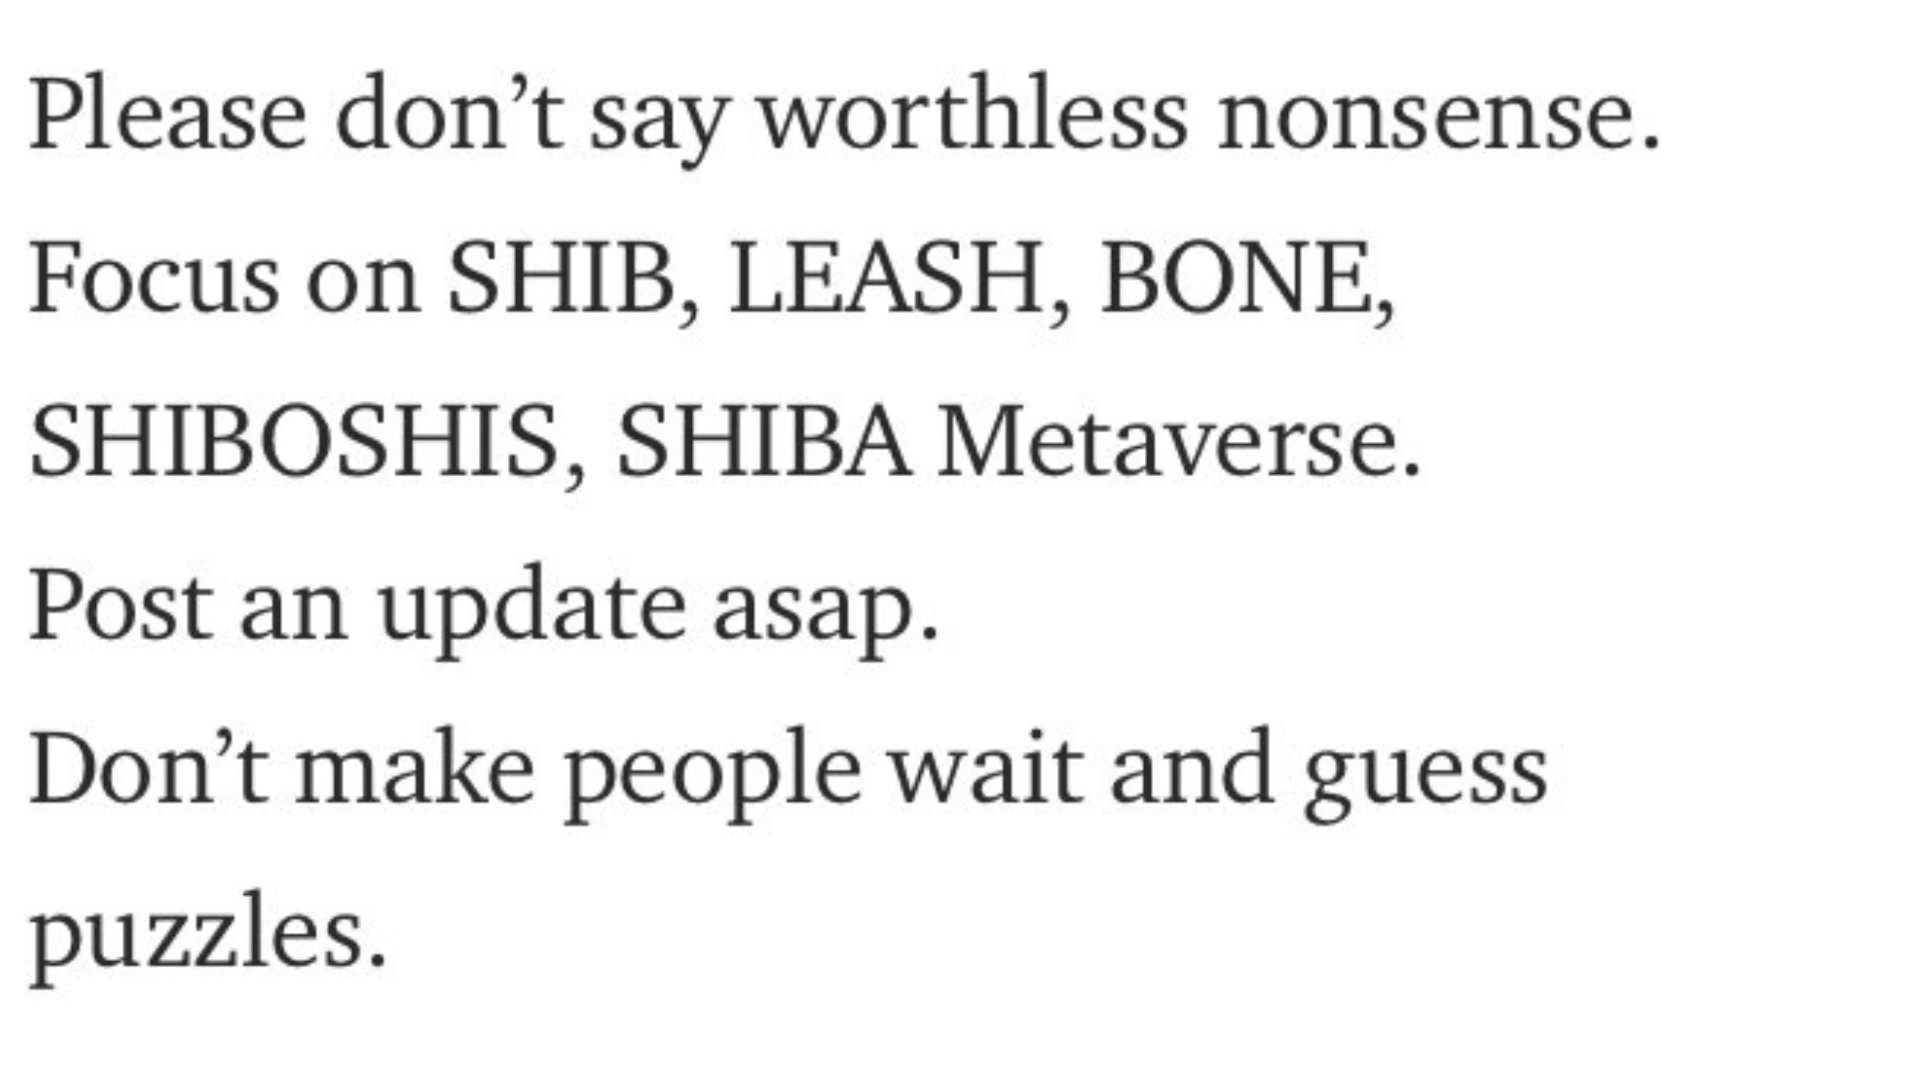 Please don’t say worthless nonsense.
Focus on SHIB, LEASH, BONE,
SHIBOSHIS, SHIBA Metaverse.
Post an update asap.
Don’t make people wait and guess
puzzles.